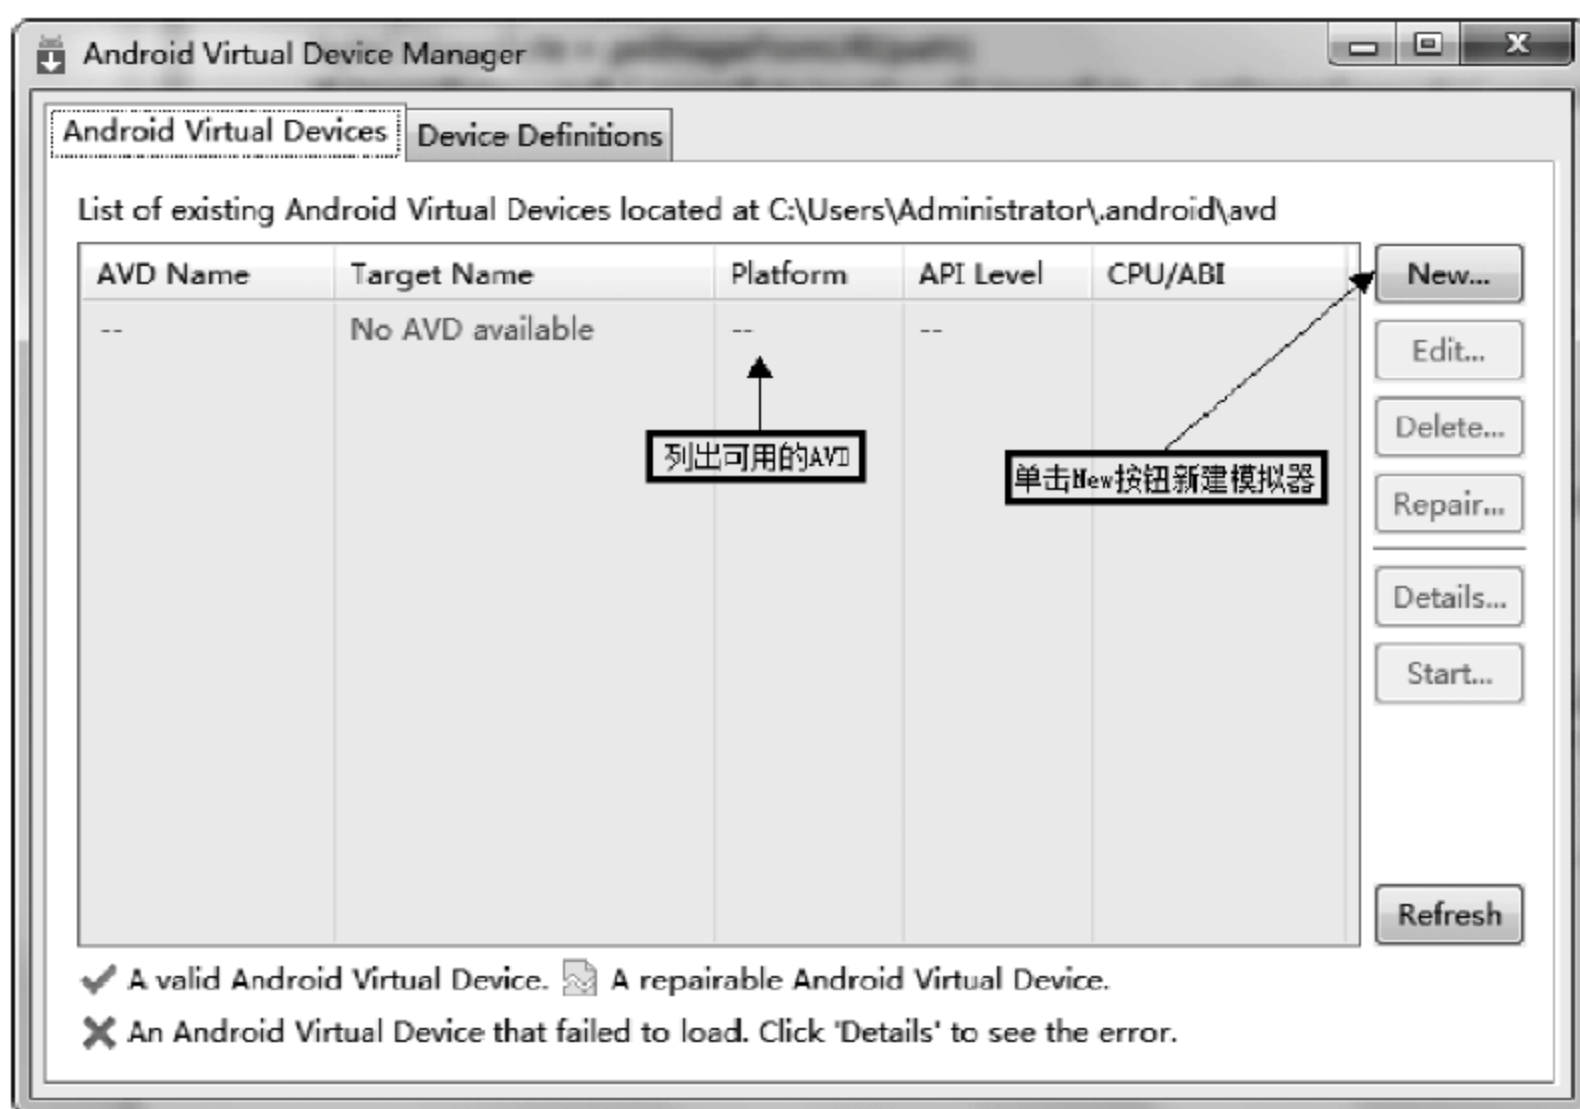 Android Virtual Device Manager
Android Virtual Devices Device Definitions
List of existing Android Virtual Devices located at C:\Users\Administrator\.android\avd
AVD Name Target Name Platform API Level CPU/ABI New...
-- No AVD available -- --
Edit...
Delete...
列出可用的AVD
单击New按钮新建模拟器
Repair...
Details...
Start...
Refresh
A valid Android Virtual Device. A repairable Android Virtual Device.
An Android Virtual Device that failed to load. Click 'Details' to see the error.